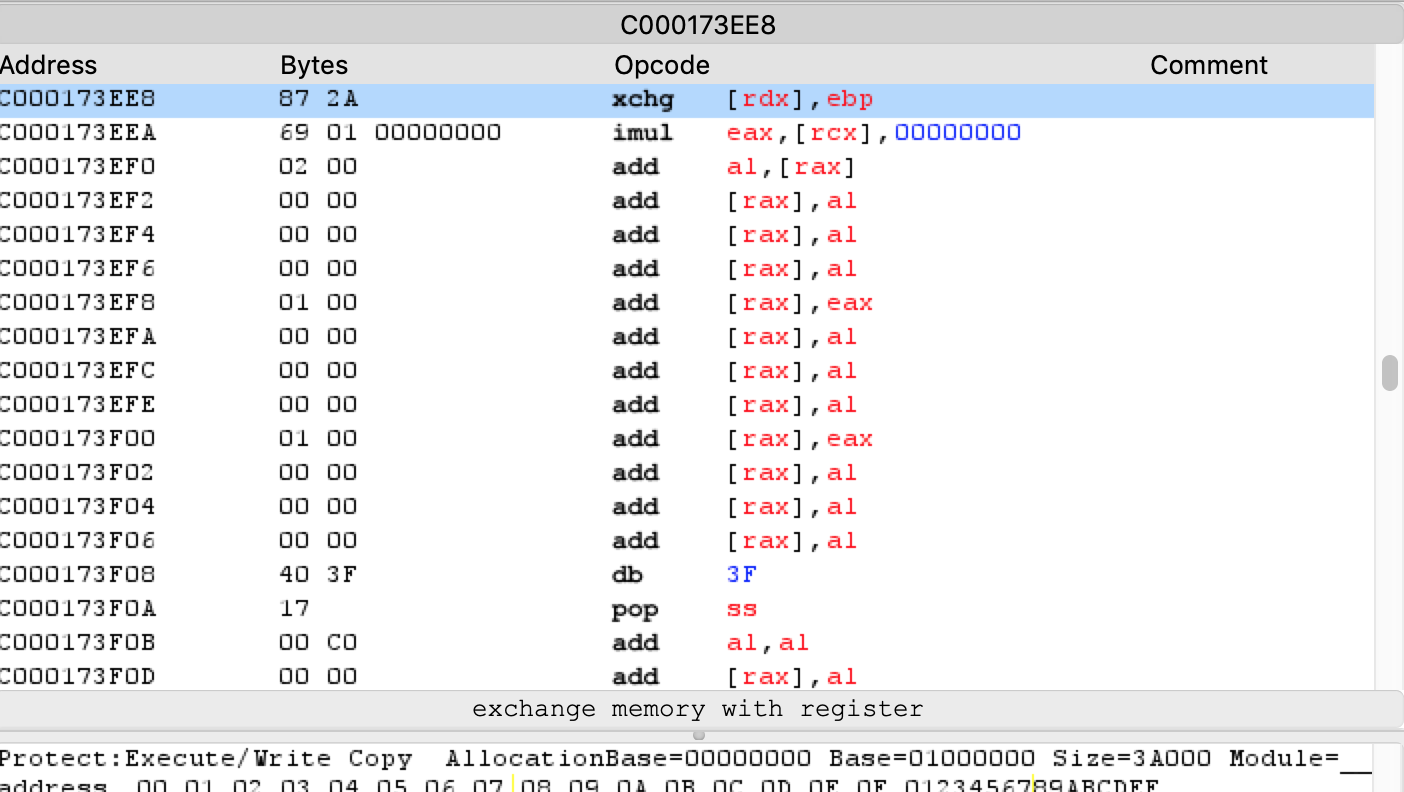 C000173EE8
Address Bytes Opcode Comment
C000173EE8 87 2A xchg [rdx],ebp
C000173EEA 69 01 00000000 imul eax,[rcx],00000000
C000173EF0 02 00 add al,[rax]
C000173EF2 00 00 add [rax],al
C000173EF4 00 00 add [rax],al
C000173EF6 00 00 add [rax],al
C000173EF8 01 00 add [rax],eax
C000173EFA 00 00 add [rax],al
C000173EFC 00 00 add [rax],al
C000173EFE 00 00 add [rax],al
C000173F00 01 00 add [rax],eax
C000173F02 00 00 add [rax],al
C000173F04 00 00 add [rax],al
C000173F06 00 00 add [rax],al
C000173F08 40 3F db 3F
C000173F0A 17 pop ss
C000173F0B 00 C0 add al,al
C000173F0D 00 00 add [rax],al
exchange memory with register
Protect:Execute/Write Copy AllocationBase=00000000 Base=01000000 Size=3A000 Module=__
address 00 01 02 03 04 05 06 07 08 09 0A 0B 0C 0D 0E 0F 0123456789ABCDEF